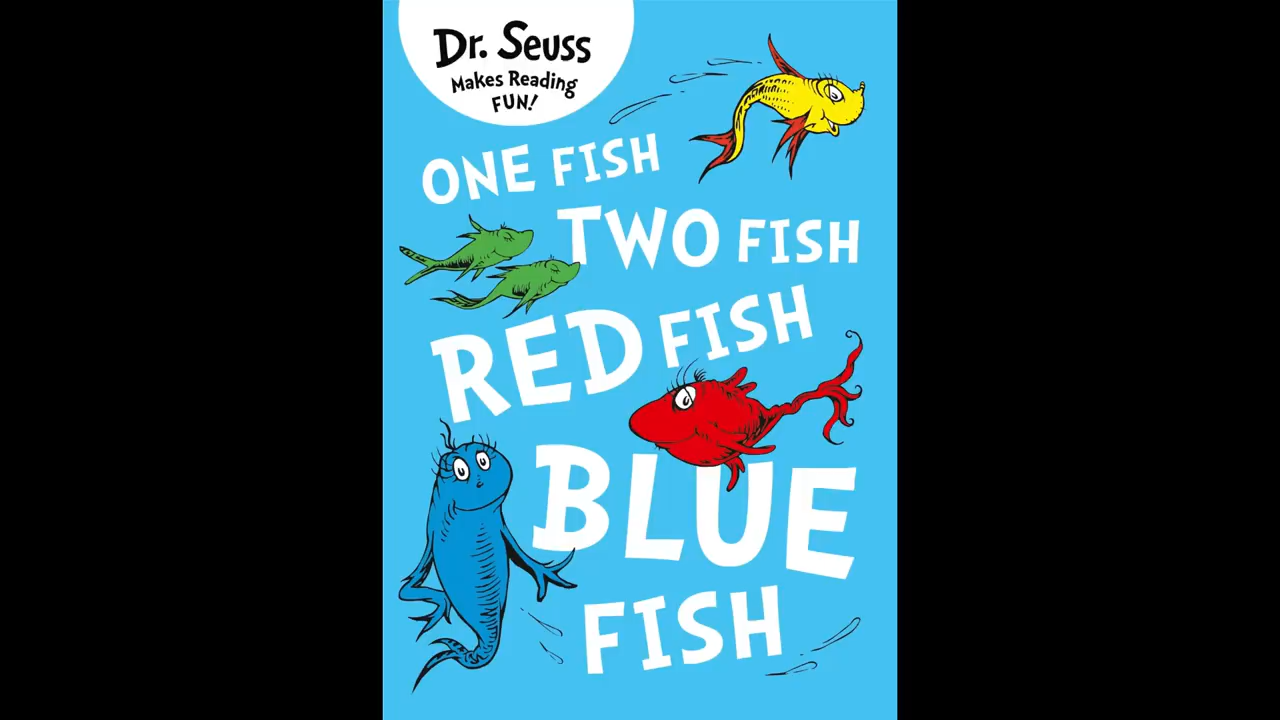 Dr. Seuss
Makes Reading
FUN!
ONE FISH
TWO FISH
RED FISH
BLUE
FISH